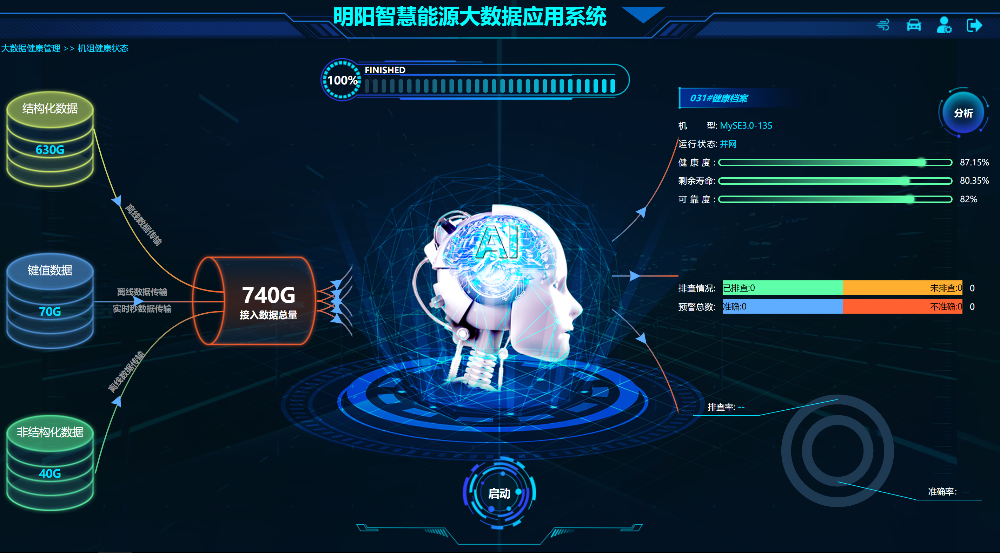 明阳智慧能源大数据应用系统
大数据健康管理 >> 机组健康状态
100%
FINISHED
结构化数据
630G
离线数据传输
键值数据
70G
离线数据传输
实时秒数据传输
非结构化数据
40G
离线数据传输
740G
接入数据总量
AI
启动
031#健康档案
分析
机 型: MySE3.0-135
运行状态: 并网
健 康 度 : 87.15%
剩余寿命: 80.35%
可 靠 度 : 82%
排查情况: 已排查:0 未排查:0 0
预警总数: 准确:0 不准确:0 0
排查率: --
准确率: --